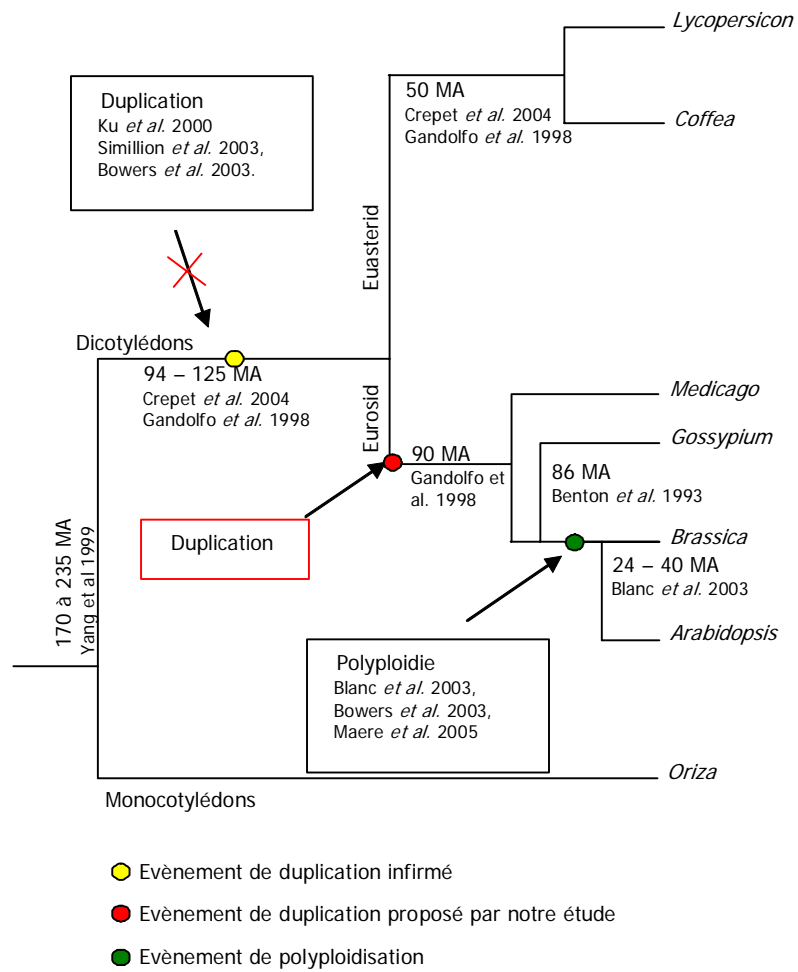 Lycopersicon
Duplication
Ku et al. 2000
Simillion et al. 2003,
Bowers et al. 2003.
50 MA
Crepet et al. 2004
Gandolfo et al. 1998
Coffea
Euasterid
Dicotylédons
94 – 125 MA
Crepet et al. 2004
Gandolfo et al. 1998
Eurosid
Medicago
Gossypium
90 MA
Gandolfo et
al. 1998
86 MA
Benton et al. 1993
Duplication
Brassica
24 – 40 MA
Blanc et al. 2003
Arabidopsis
170 à 235 MA
Yang et al 1999
Polyploidie
Blanc et al. 2003,
Bowers et al. 2003,
Maere et al. 2005
Oriza
Monocotylédons
Evènement de duplication infirmé
Evènement de duplication proposé par notre étude
Evènement de polyploidisation